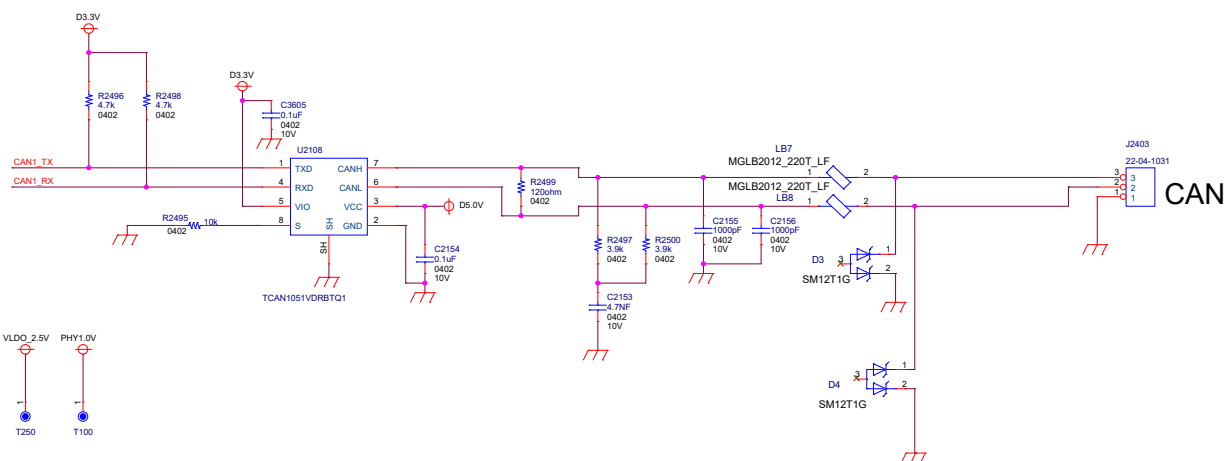 D3.3V
R2496
4.7k
0402
R2498
4.7k
0402
D3.3V
C3605
0.1uF
0402
10V
CAN1_TX
CAN1_RX
U2108
1 TXD CANH 7
4 RXD CANL 6
5 VIO VCC 3
8 S SH GND 2
SH
TCAN1051VDRBTQ1
R2495 10k
0402
D5.0V
C2154
0.1uF
0402
10V
R2499
120ohm
0402
R2497
3.9k
0402
R2500
3.9k
0402
C2153
4.7NF
0402
10V
C2155
1000pF
0402
10V
C2156
1000pF
0402
10V
LB7
MGLB2012_220T_LF
1 2
MGLB2012_220T_LF
LB8
1 2
D3
3
1
2
SM12T1G
D4
3
1
2
SM12T1G
J2403
22-04-1031
3 3
2 2
1 1
CAN
VLDO_2.5V
1
T250
PHY1.0V
1
T100